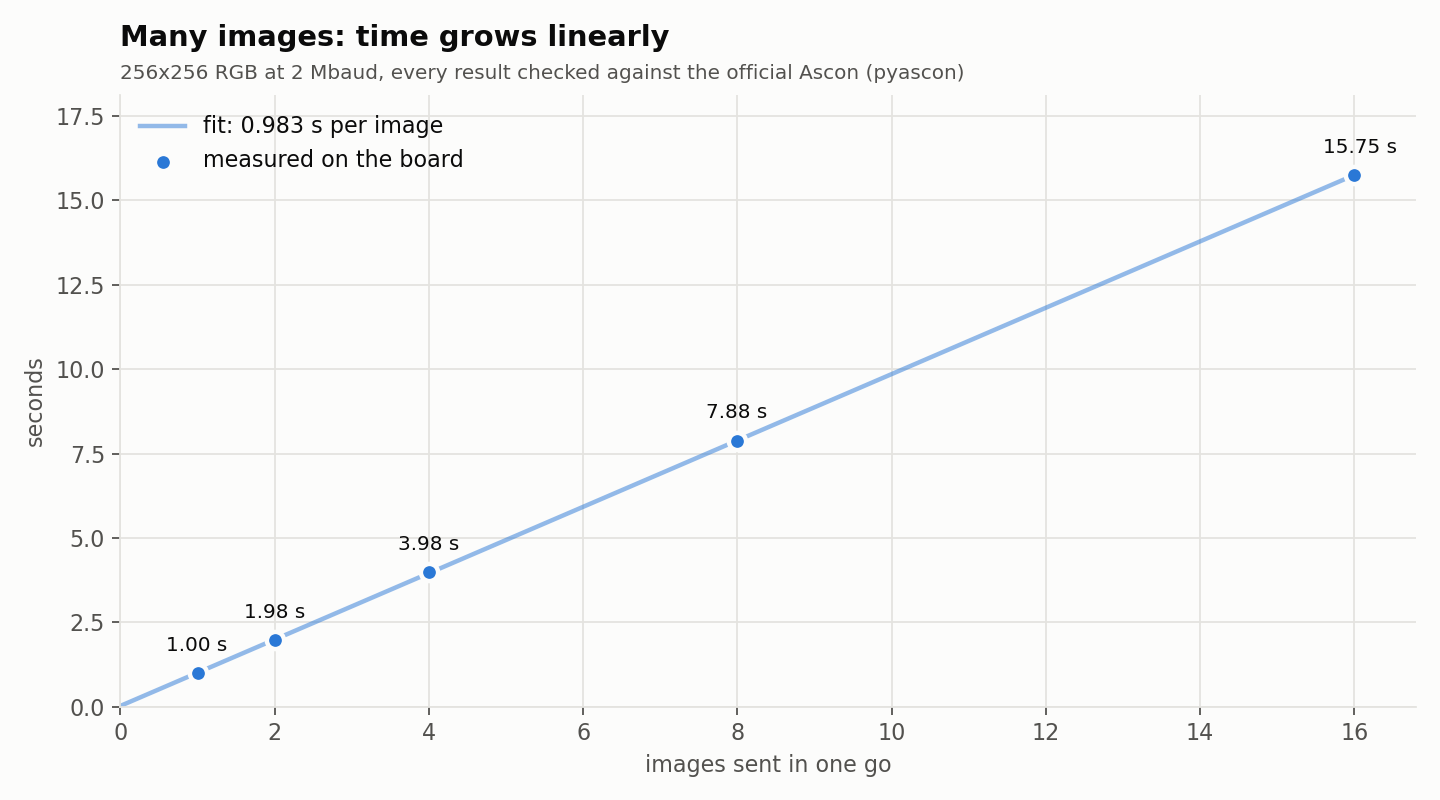 Many images: time grows linearly
256x256 RGB at 2 Mbaud, every result checked against the official Ascon (pyascon)
fit: 0.983 s per image
measured on the board
17.5
15.0
12.5
10.0
7.5
5.0
2.5
0.0
seconds
1.00 s
1.98 s
3.98 s
7.88 s
15.75 s
0 2 4 6 8 10 12 14 16
images sent in one go